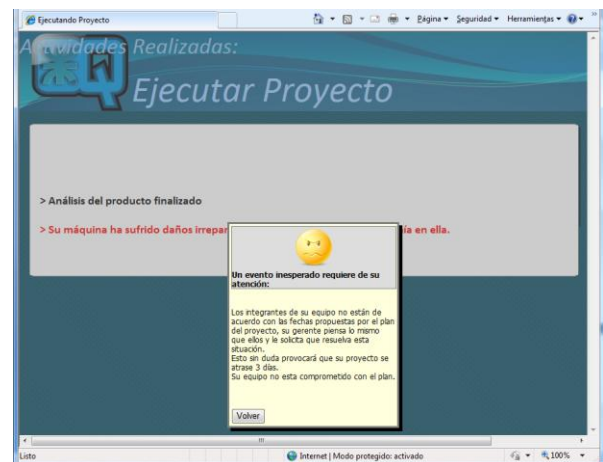 Ejecutando Proyecto
Página Seguridad Herramientas
Actividades Realizadas:
Ejecutar Proyecto
> Análisis del producto finalizado
> Su máquina ha sufrido daños irrepar ía en ella.
Un evento inesperado requiere de su
atención:
Los integrantes de su equipo no están de
acuerdo con las fechas propuestas por el plan
del proyecto, su gerente piensa lo mismo
que ellos y le solicita que resuelva esta
situación.
Esto sin duda provocará que su proyecto se
atrase 3 días.
Su equipo no esta comprometido con el plan.
Volver
Listo
Internet | Modo protegido: activado
100%